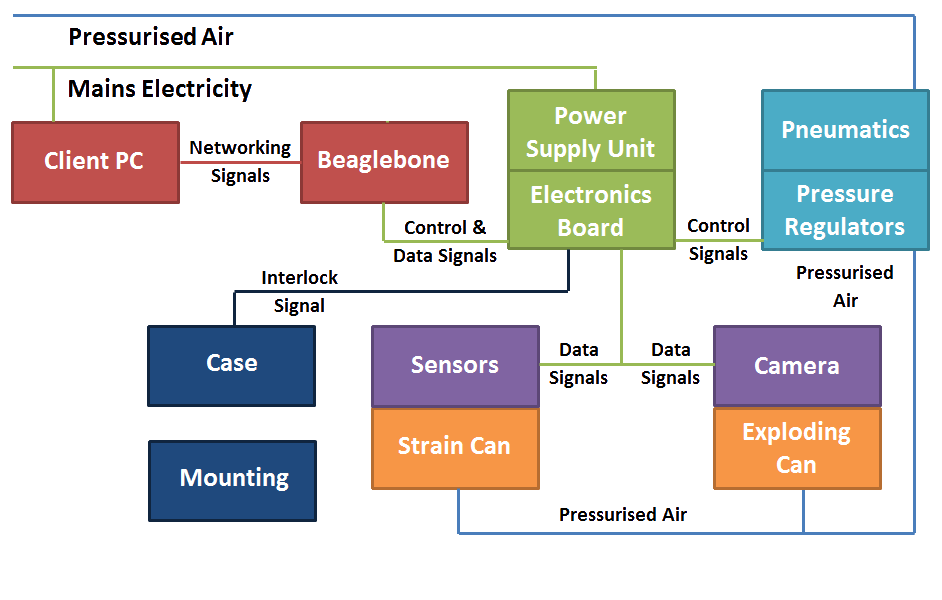 Pressurised Air
Mains Electricity
Client PC
Networking
Signals
Beaglebone
Power
Supply Unit
Electronics
Board
Pneumatics
Pressure
Regulators
Control &
Data Signals
Control
Signals
Pressurised
Air
Interlock
Signal
Case
Sensors
Data
Signals
Data
Signals
Camera
Strain Can
Exploding
Can
Mounting
Pressurised Air